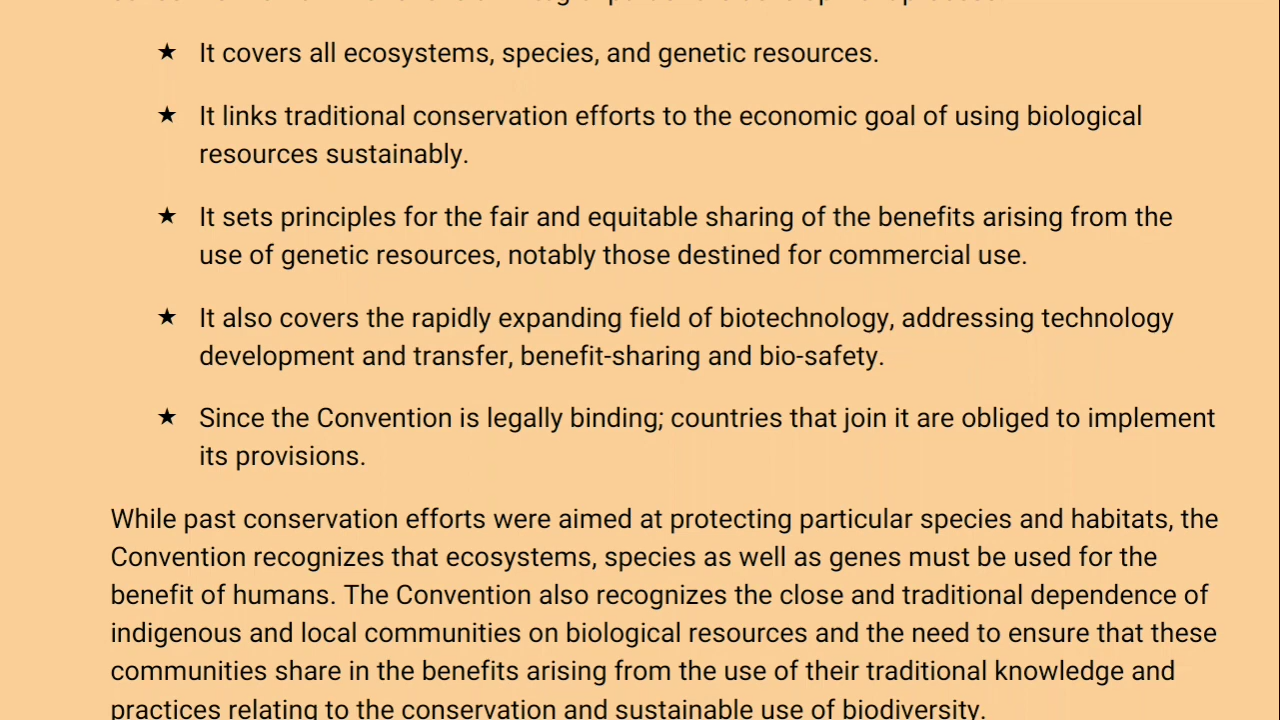 ★ It covers all ecosystems, species, and genetic resources.
★ It links traditional conservation efforts to the economic goal of using biological
resources sustainably.
★ It sets principles for the fair and equitable sharing of the benefits arising from the
use of genetic resources, notably those destined for commercial use.
★ It also covers the rapidly expanding field of biotechnology, addressing technology
development and transfer, benefit-sharing and bio-safety.
★ Since the Convention is legally binding; countries that join it are obliged to implement
its provisions.
While past conservation efforts were aimed at protecting particular species and habitats, the
Convention recognizes that ecosystems, species as well as genes must be used for the
benefit of humans. The Convention also recognizes the close and traditional dependence of
indigenous and local communities on biological resources and the need to ensure that these
communities share in the benefits arising from the use of their traditional knowledge and
practices relating to the conservation and sustainable use of biodiversity.